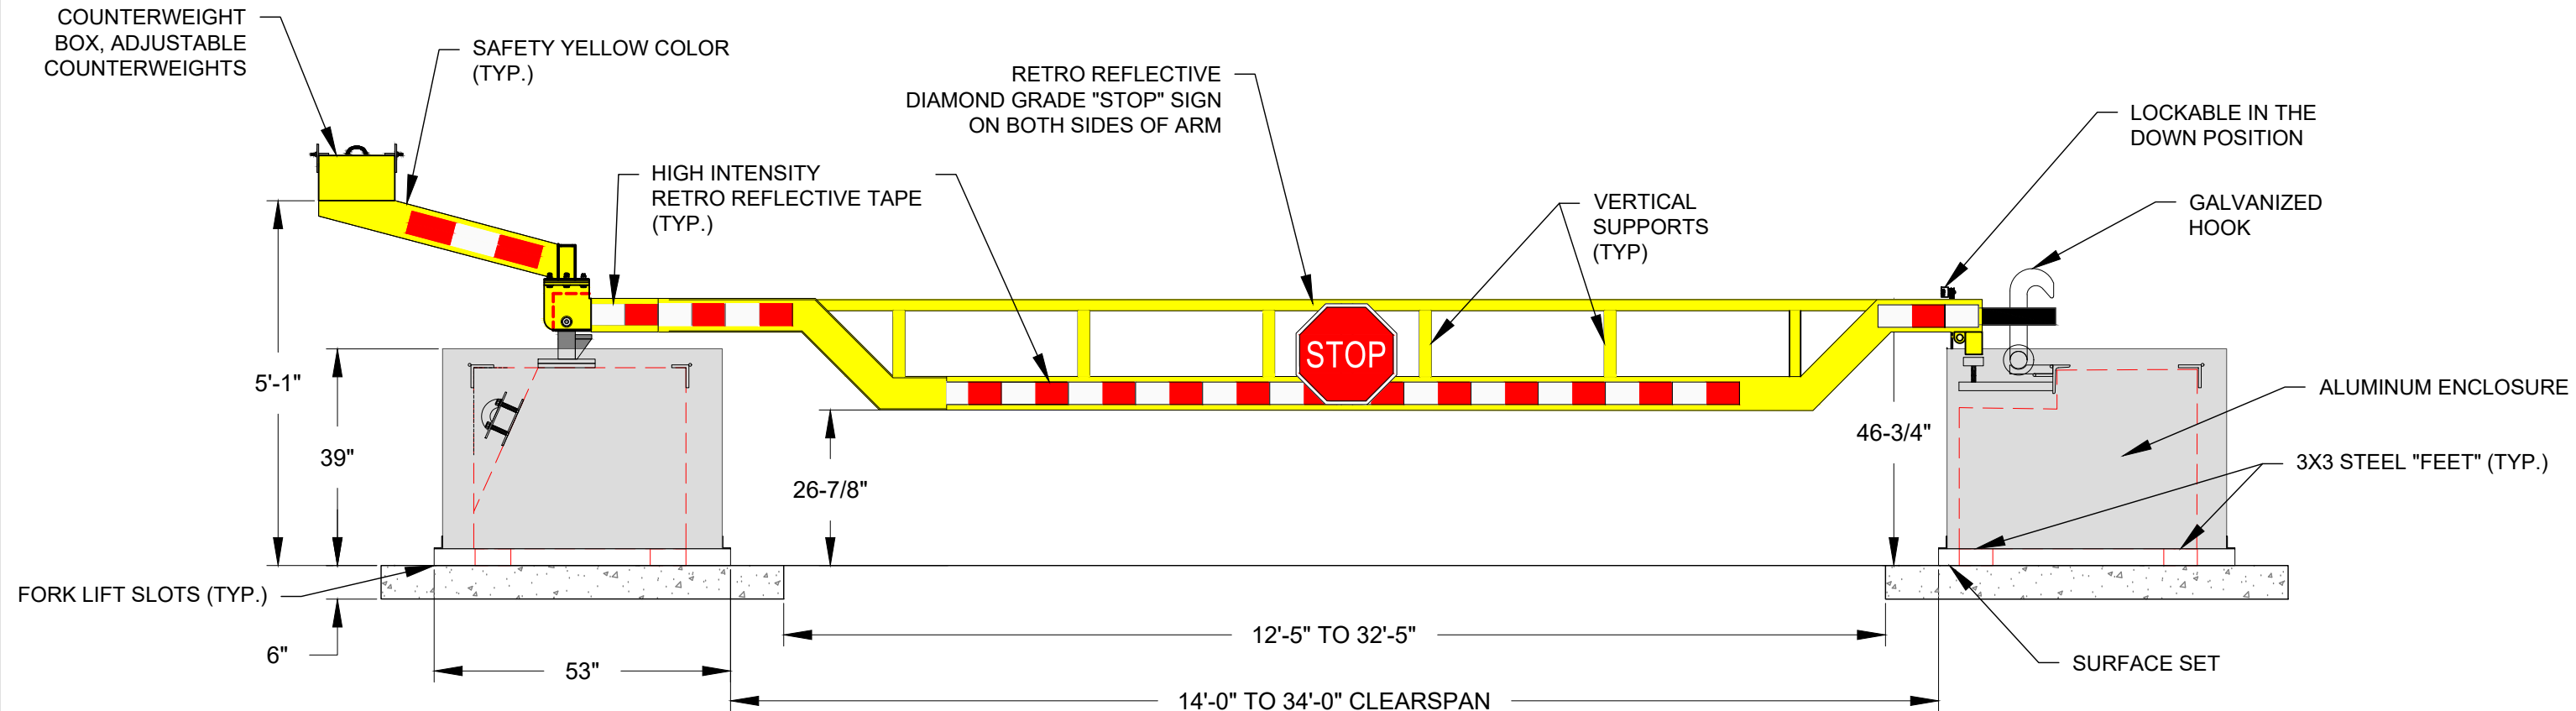 COUNTERWEIGHT
BOX, ADJUSTABLE
COUNTERWEIGHTS
SAFETY YELLOW COLOR
(TYP.)
RETRO REFLECTIVE
DIAMOND GRADE "STOP" SIGN
ON BOTH SIDES OF ARM
HIGH INTENSITY
RETRO REFLECTIVE TAPE
(TYP.)
VERTICAL
SUPPORTS
(TYP)
LOCKABLE IN THE
DOWN POSITION
GALVANIZED
HOOK
STOP
5'-1"
39"
26-7/8"
46-3/4"
ALUMINUM ENCLOSURE
3X3 STEEL "FEET" (TYP.)
FORK LIFT SLOTS (TYP.)
6"
53"
12'-5" TO 32'-5"
14'-0" TO 34'-0" CLEARSPAN
SURFACE SET